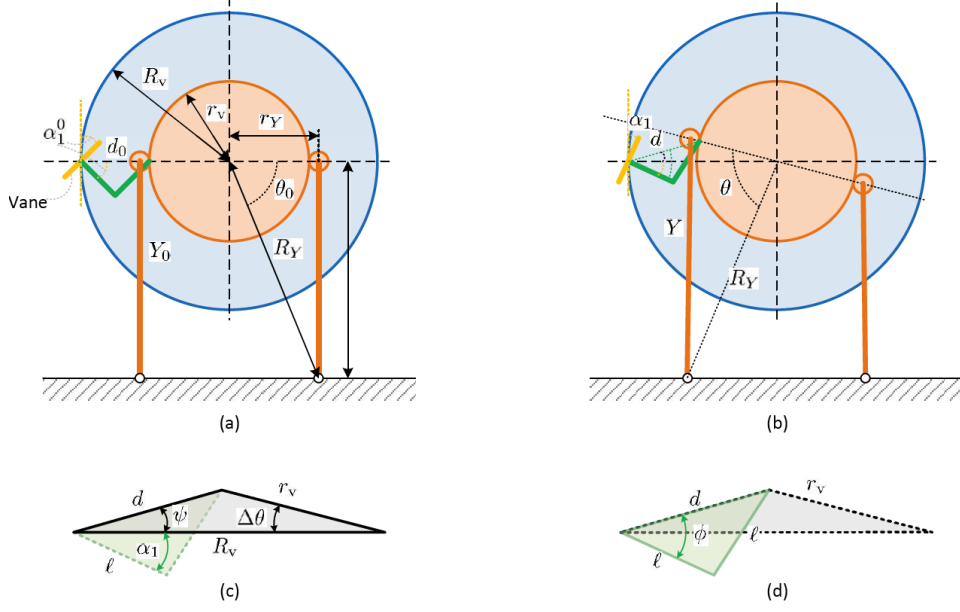 R_v
r_v
r_Y
α_1^0
d_0
θ_0
Vane
Y_0
R_Y
(a)
α_1
d
θ
Y
R_Y
(b)
d
r_v
ψ
Δθ
α_1
R_v
ℓ
(c)
d
r_v
ϕ
ℓ
ℓ
(d)